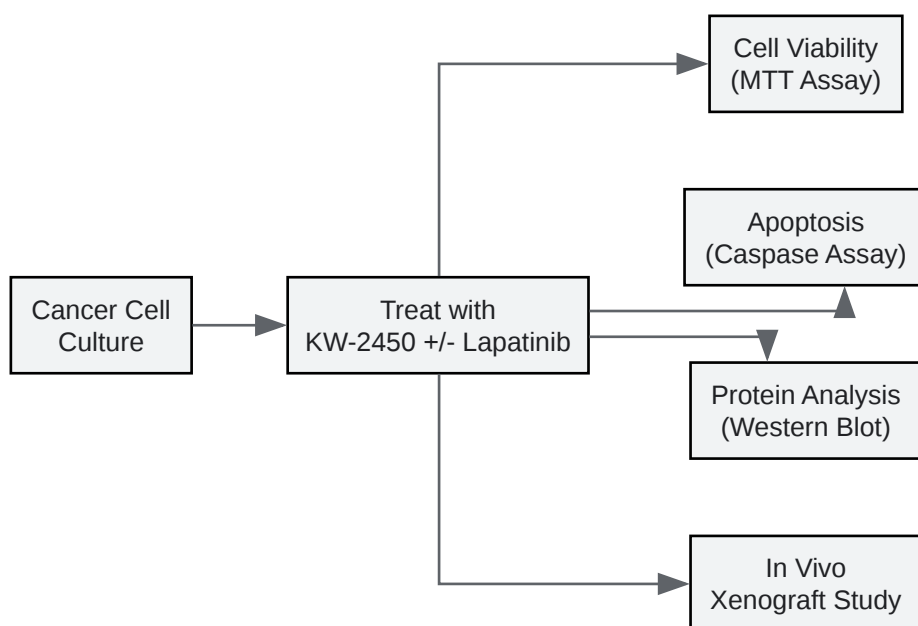 Cell Viability
(MTT Assay)
Apoptosis
(Caspase Assay)
Cancer Cell
Culture
Treat with
KW-2450 +/- Lapatinib
Protein Analysis
(Western Blot)
In Vivo
Xenograft Study